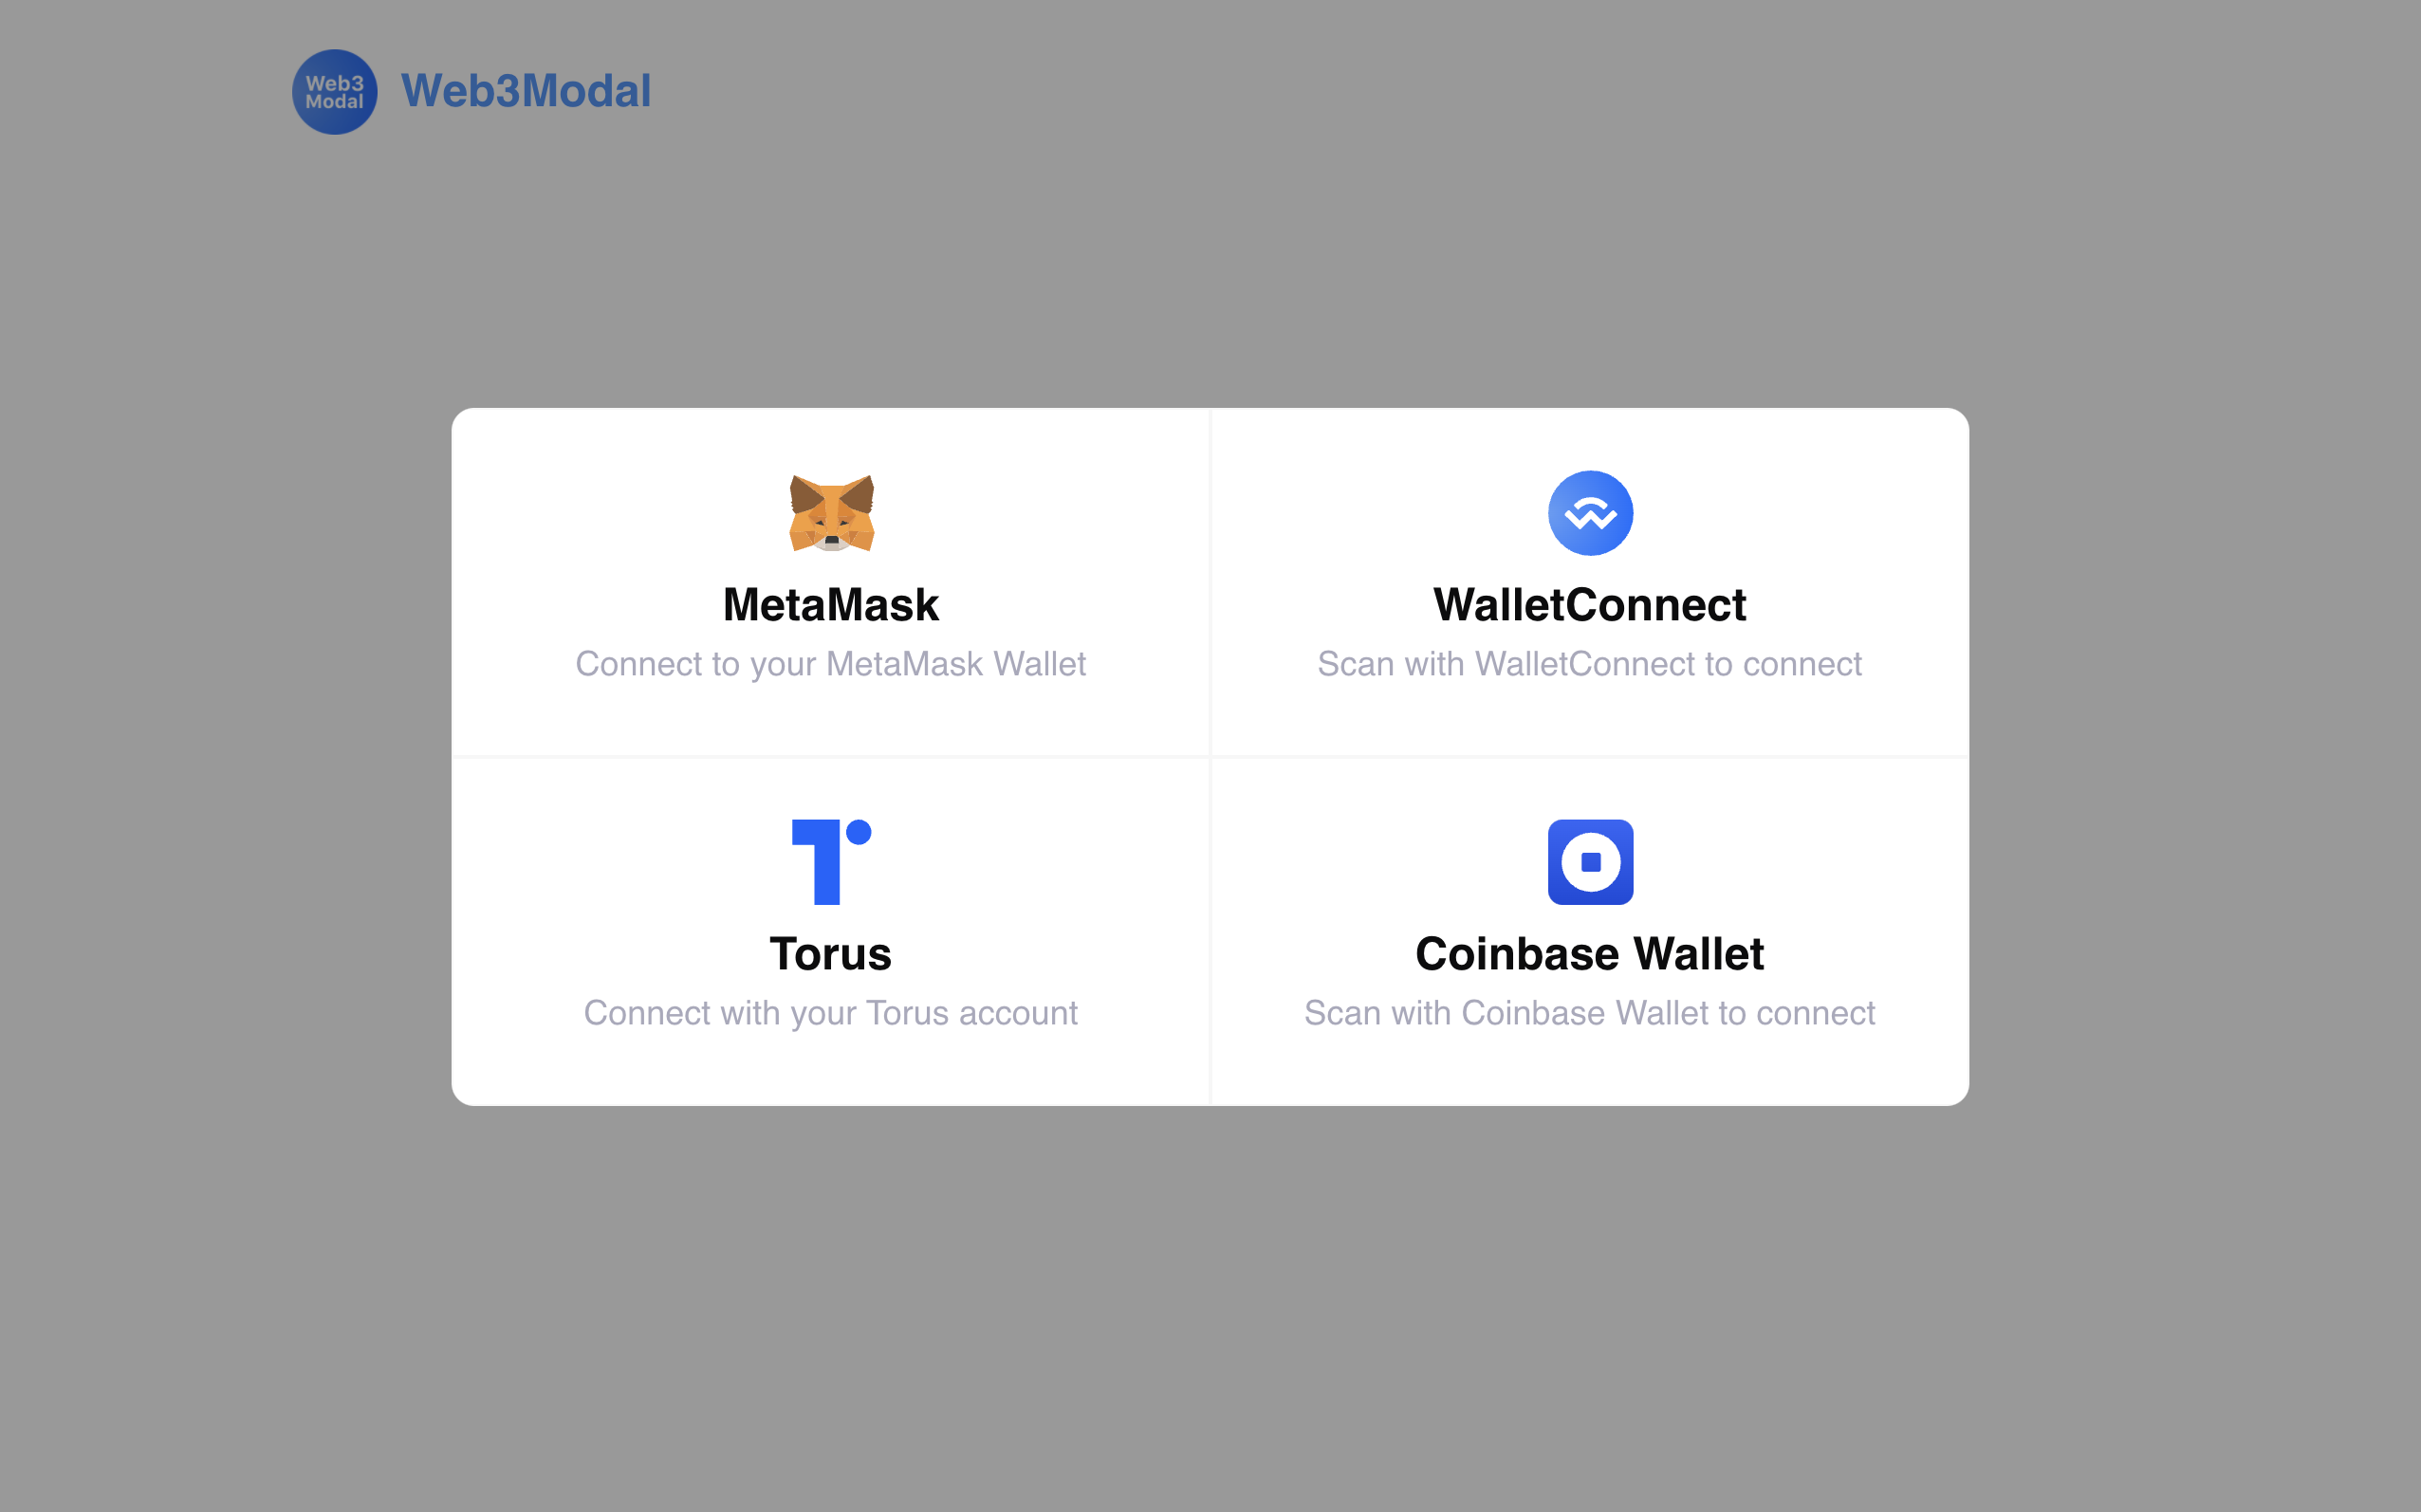 Web3
Modal
Web3Modal
MetaMask
Connect to your MetaMask Wallet
WalletConnect
Scan with WalletConnect to connect
Torus
Connect with your Torus account
Coinbase Wallet
Scan with Coinbase Wallet to connect